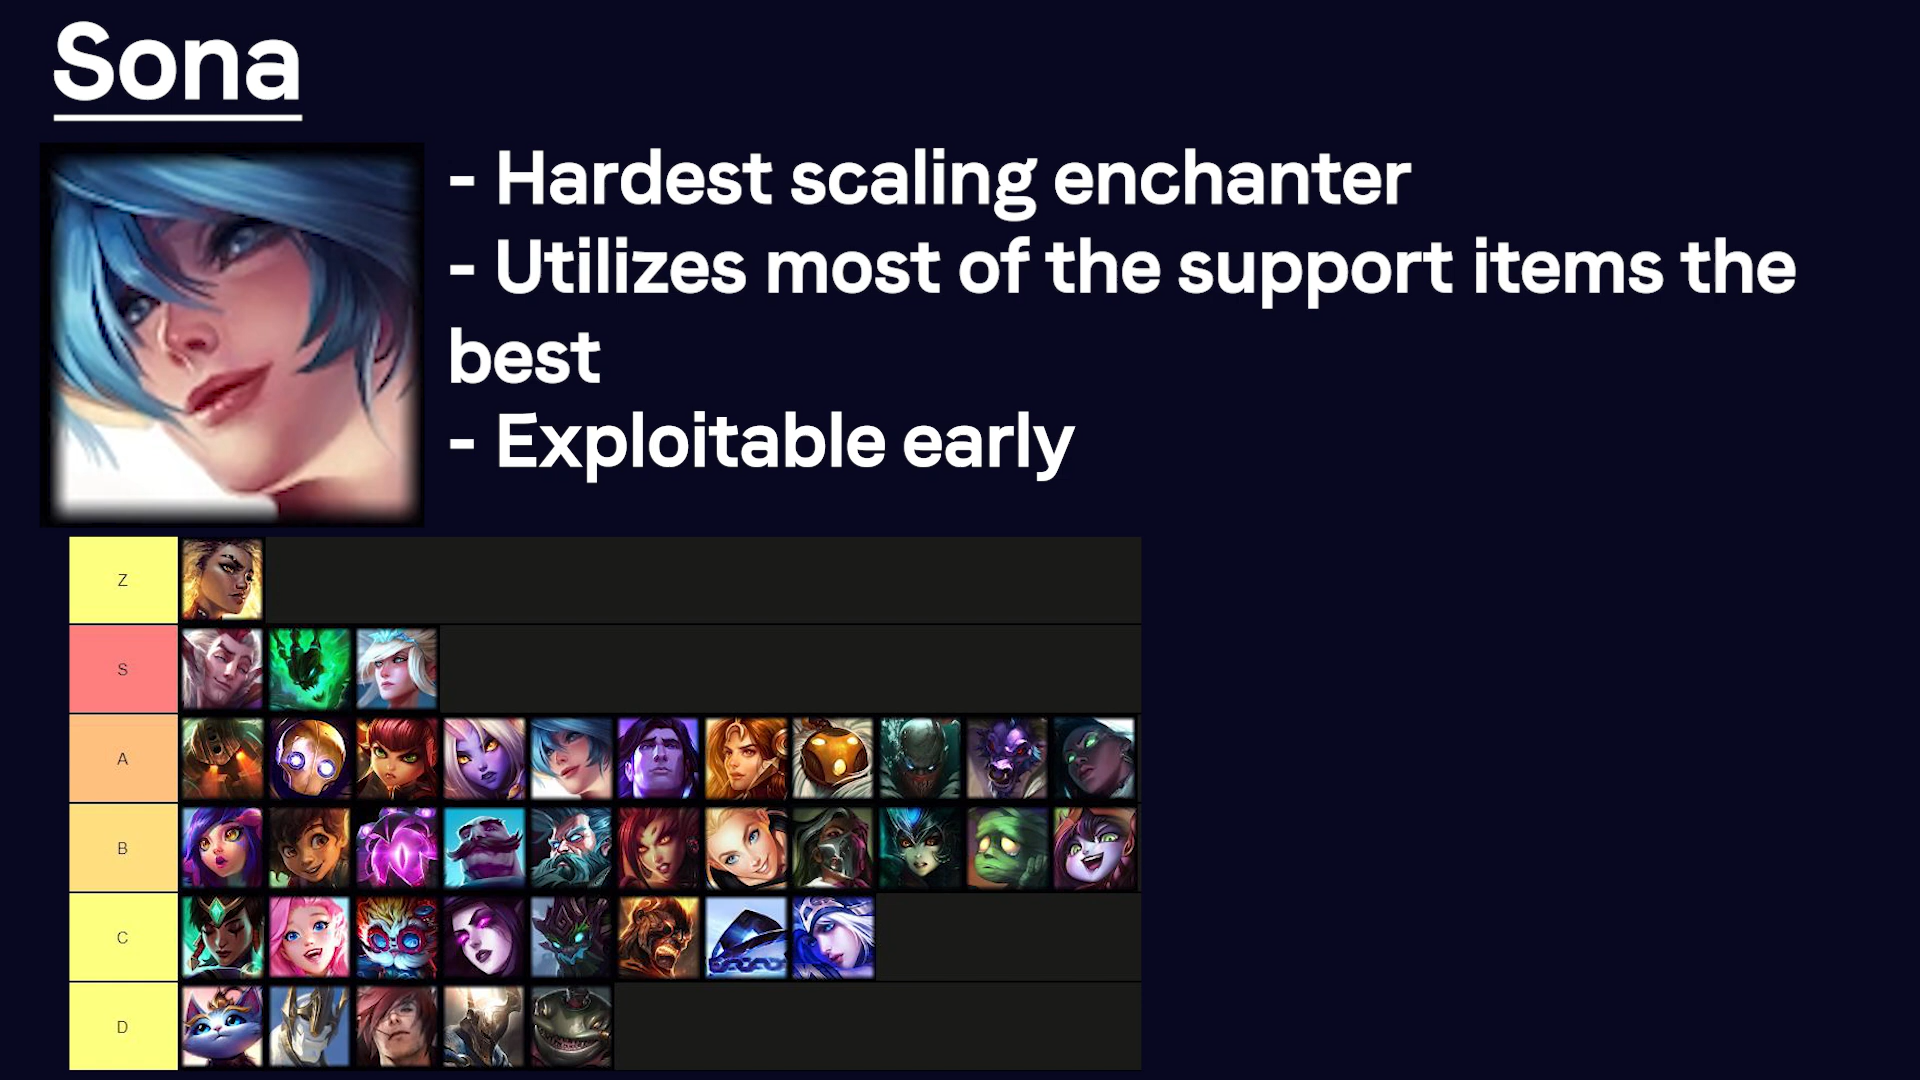 Sona
- Hardest scaling enchanter
- Utilizes most of the support items the
best
- Exploitable early
Z
S
A
B
C
D